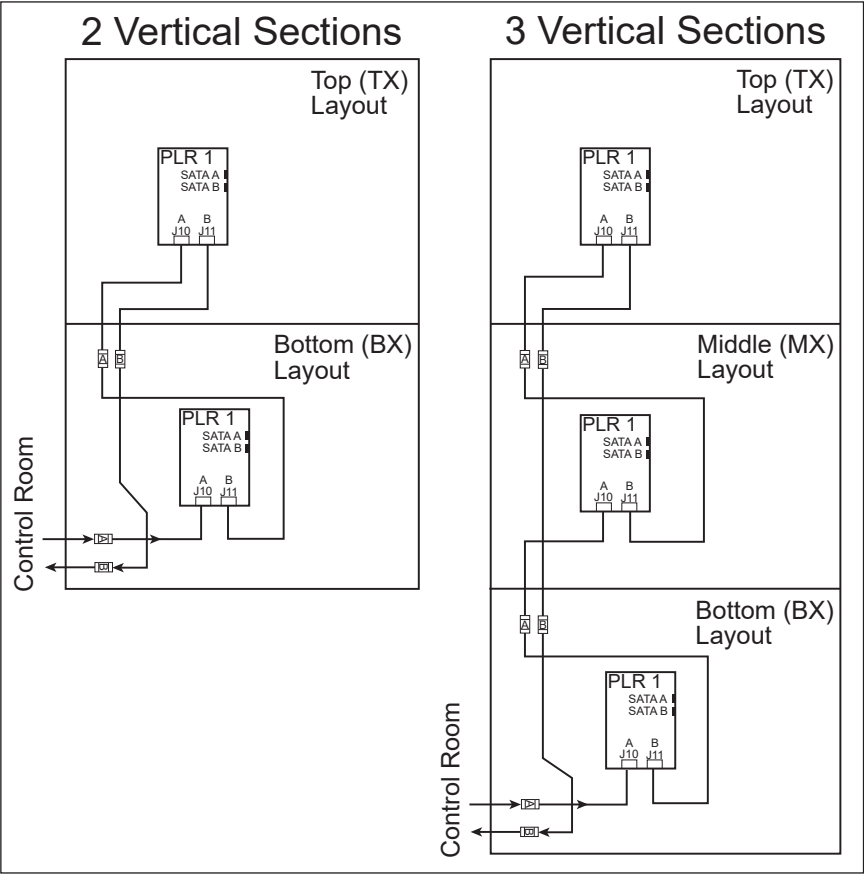 2 Vertical Sections
Top (TX)
Layout
PLR 1
SATA A
SATA B
A B
J10 J11
A B
Bottom (BX)
Layout
PLR 1
SATA A
SATA B
A B
J10 J11
Control Room
A
B
3 Vertical Sections
Top (TX)
Layout
PLR 1
SATA A
SATA B
A B
J10 J11
A B
Middle (MX)
Layout
PLR 1
SATA A
SATA B
A B
J10 J11
A B
Bottom (BX)
Layout
PLR 1
SATA A
SATA B
A B
J10 J11
Control Room
A
B